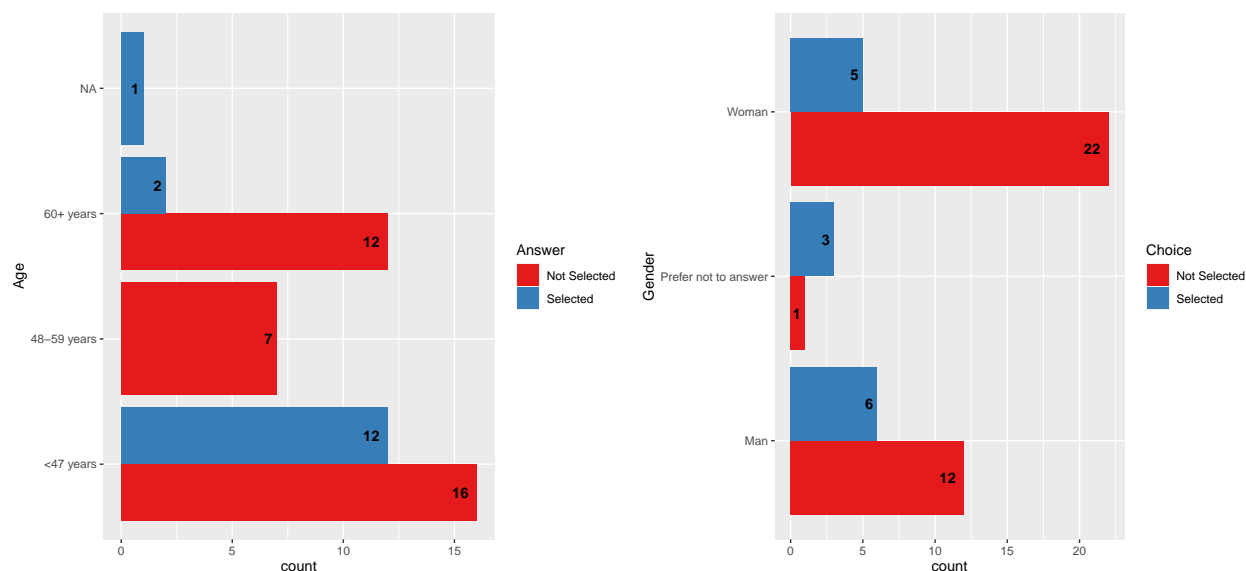 Age
NA
1
2
60+ years
12
48–59 years
7
12
<47 years
16
0
5
10
15
count
Answer
Not Selected
Selected
Gender
5
Woman
22
3
Prefer not to answer
1
6
Man
12
0
5
10
15
20
count
Choice
Not Selected
Selected